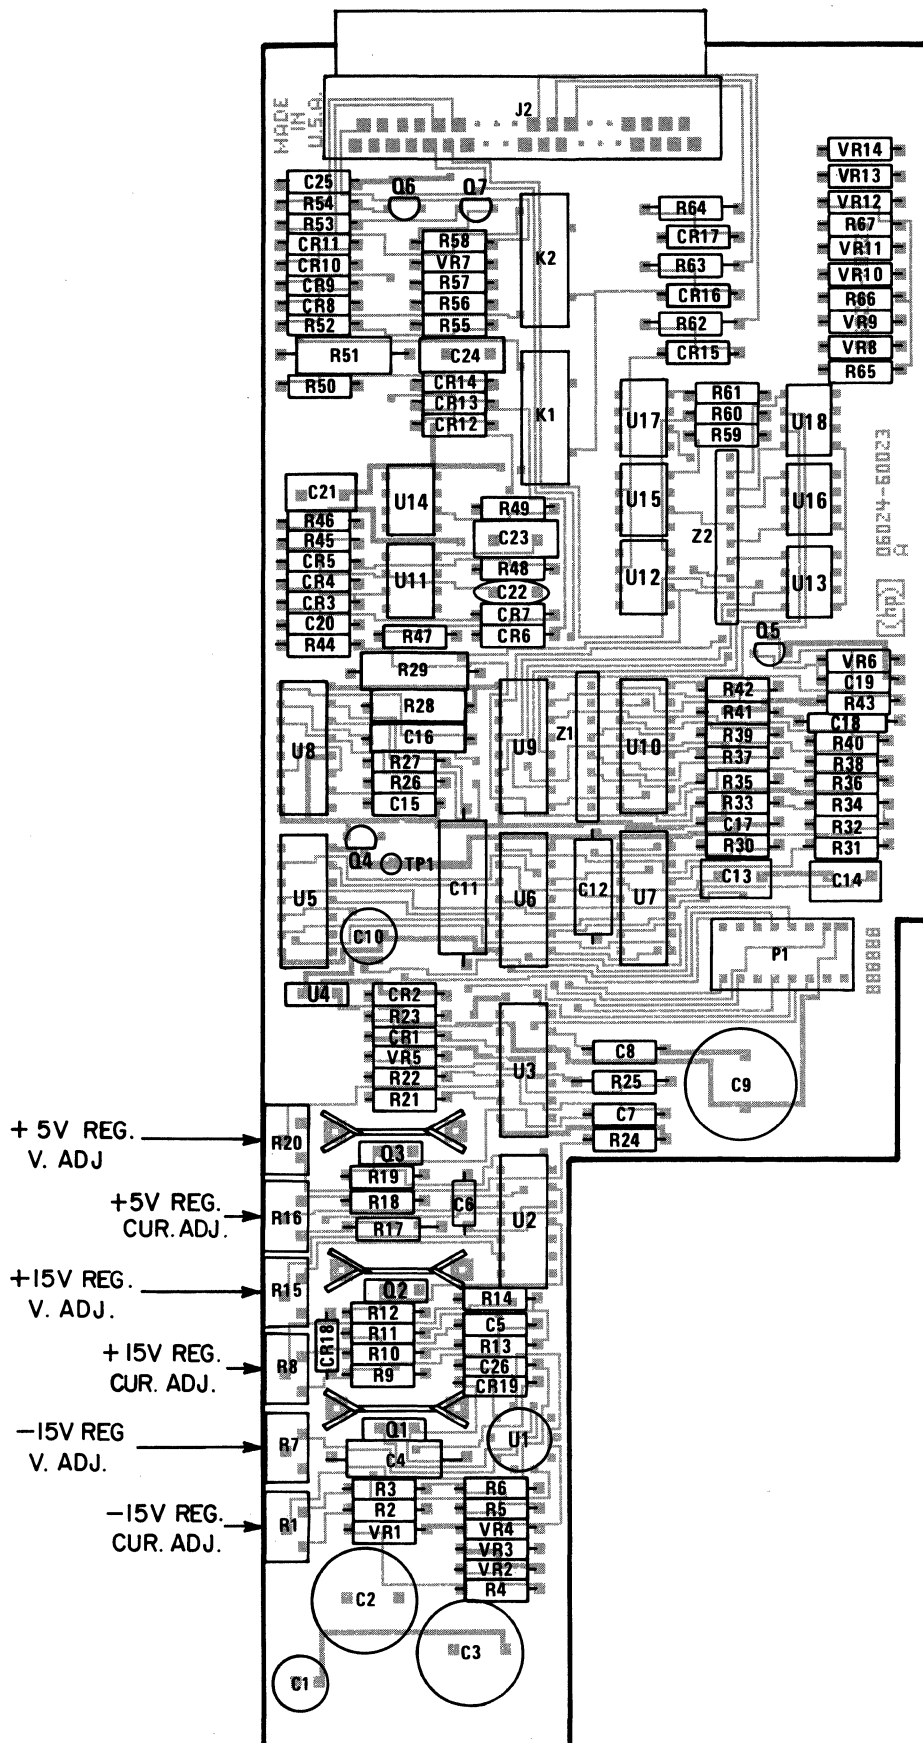 MADE
IN
U.S.A.
J2
VR14
VR13
VR12
R67
VR11
VR10
R66
VR9
VR8
R65
C25
R54
R53
CR11
CR10
CR9
CR8
R52
R51
R50
Q6
Q7
R58
VR7
R57
R56
R55
C24
CR14
CR13
CR12
K2
K1
R64
CR17
R63
CR16
R62
CR15
U17
R61
R60
R59
U18
U15
Z2
U16
U12
U13
06024-60023
A
(hp)
C21
R46
R45
CR5
CR4
CR3
C20
R44
U14
U11
R49
C23
R48
C22
CR7
CR6
R47
R29
R28
C16
R27
R26
C15
U8
U9
Z1
U10
Q5
R42
R41
R39
R37
R35
R33
C17
R30
C13
VR6
C19
R43
C18
R40
R38
R36
R34
R32
R31
C14
Q4
TP1
U5
C10
C11
U6
C12
U7
P1
U4
CR2
R23
CR1
VR5
R22
R21
U3
C8
R25
C7
R24
C9
+5V REG.
V. ADJ
R20
Q3
R19
R18
R17
C6
U2
+5V REG.
CUR. ADJ.
R16
+15V REG.
V. ADJ.
R15
Q2
R14
R12
R11
R10
R9
CR18
C5
R13
C26
CR19
+15V REG.
CUR. ADJ.
R8
-15V REG
V. ADJ.
R7
Q1
C4
U1
-15V REG.
CUR. ADJ.
R1
R3
R2
VR1
R6
R5
VR4
VR3
VR2
R4
C2
C3
C1